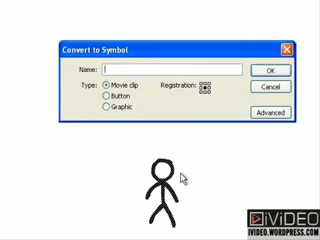 Convert to Symbol
Name:
OK
Type: Movie clip Registration:
Cancel
Button
Graphic
Advanced
iViDEO
IVIDEO.WORDPRESS.COM